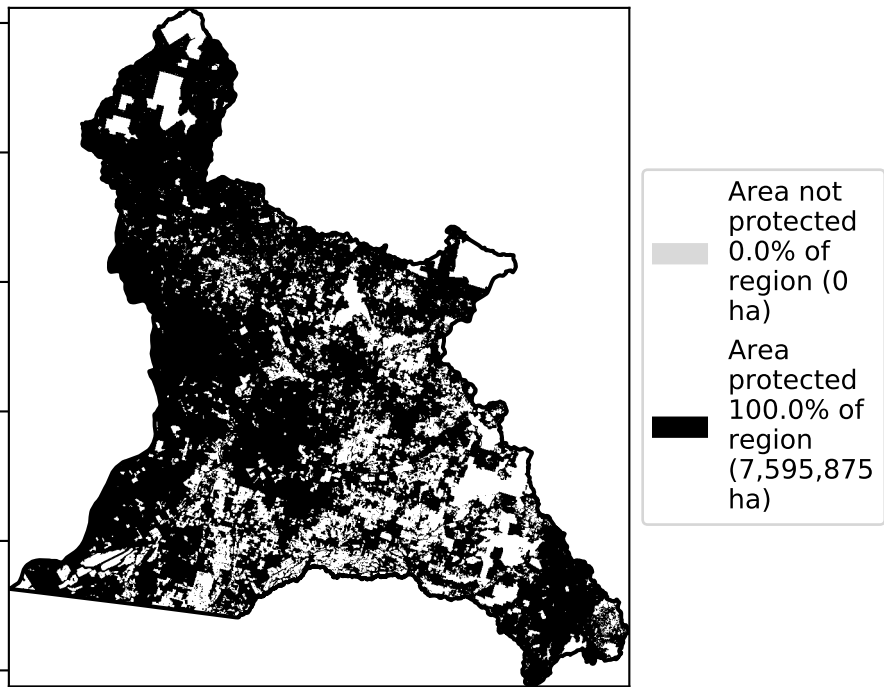 Area not
protected
0.0% of
region (0
ha)
Area
protected
100.0% of
region
(7,595,875
ha)